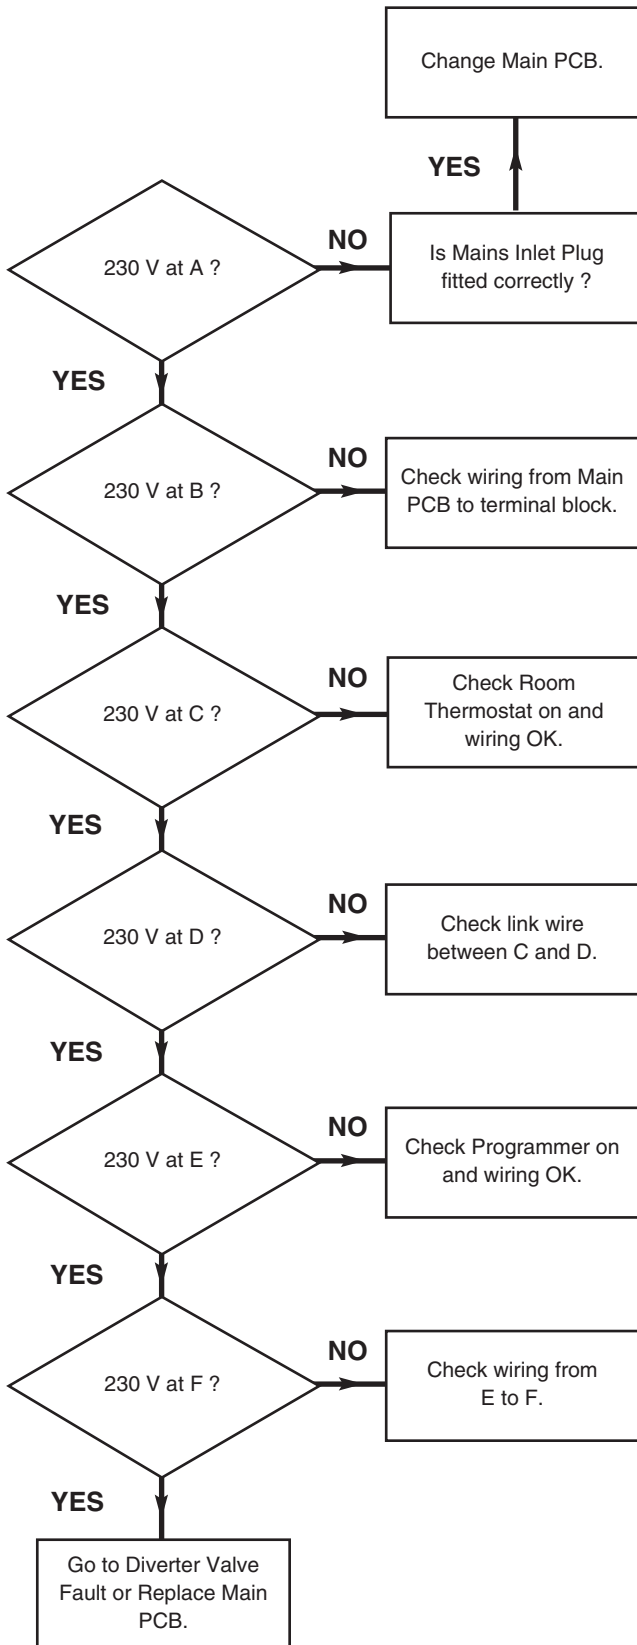 Change Main PCB.
YES
230 V at A ?
NO
Is Mains Inlet Plug
fitted correctly ?
YES
230 V at B ?
NO
Check wiring from Main
PCB to terminal block.
YES
230 V at C ?
NO
Check Room
Thermostat on and
wiring OK.
YES
230 V at D ?
NO
Check link wire
between C and D.
YES
230 V at E ?
NO
Check Programmer on
and wiring OK.
YES
230 V at F ?
NO
Check wiring from
E to F.
YES
Go to Diverter Valve
Fault or Replace Main
PCB.